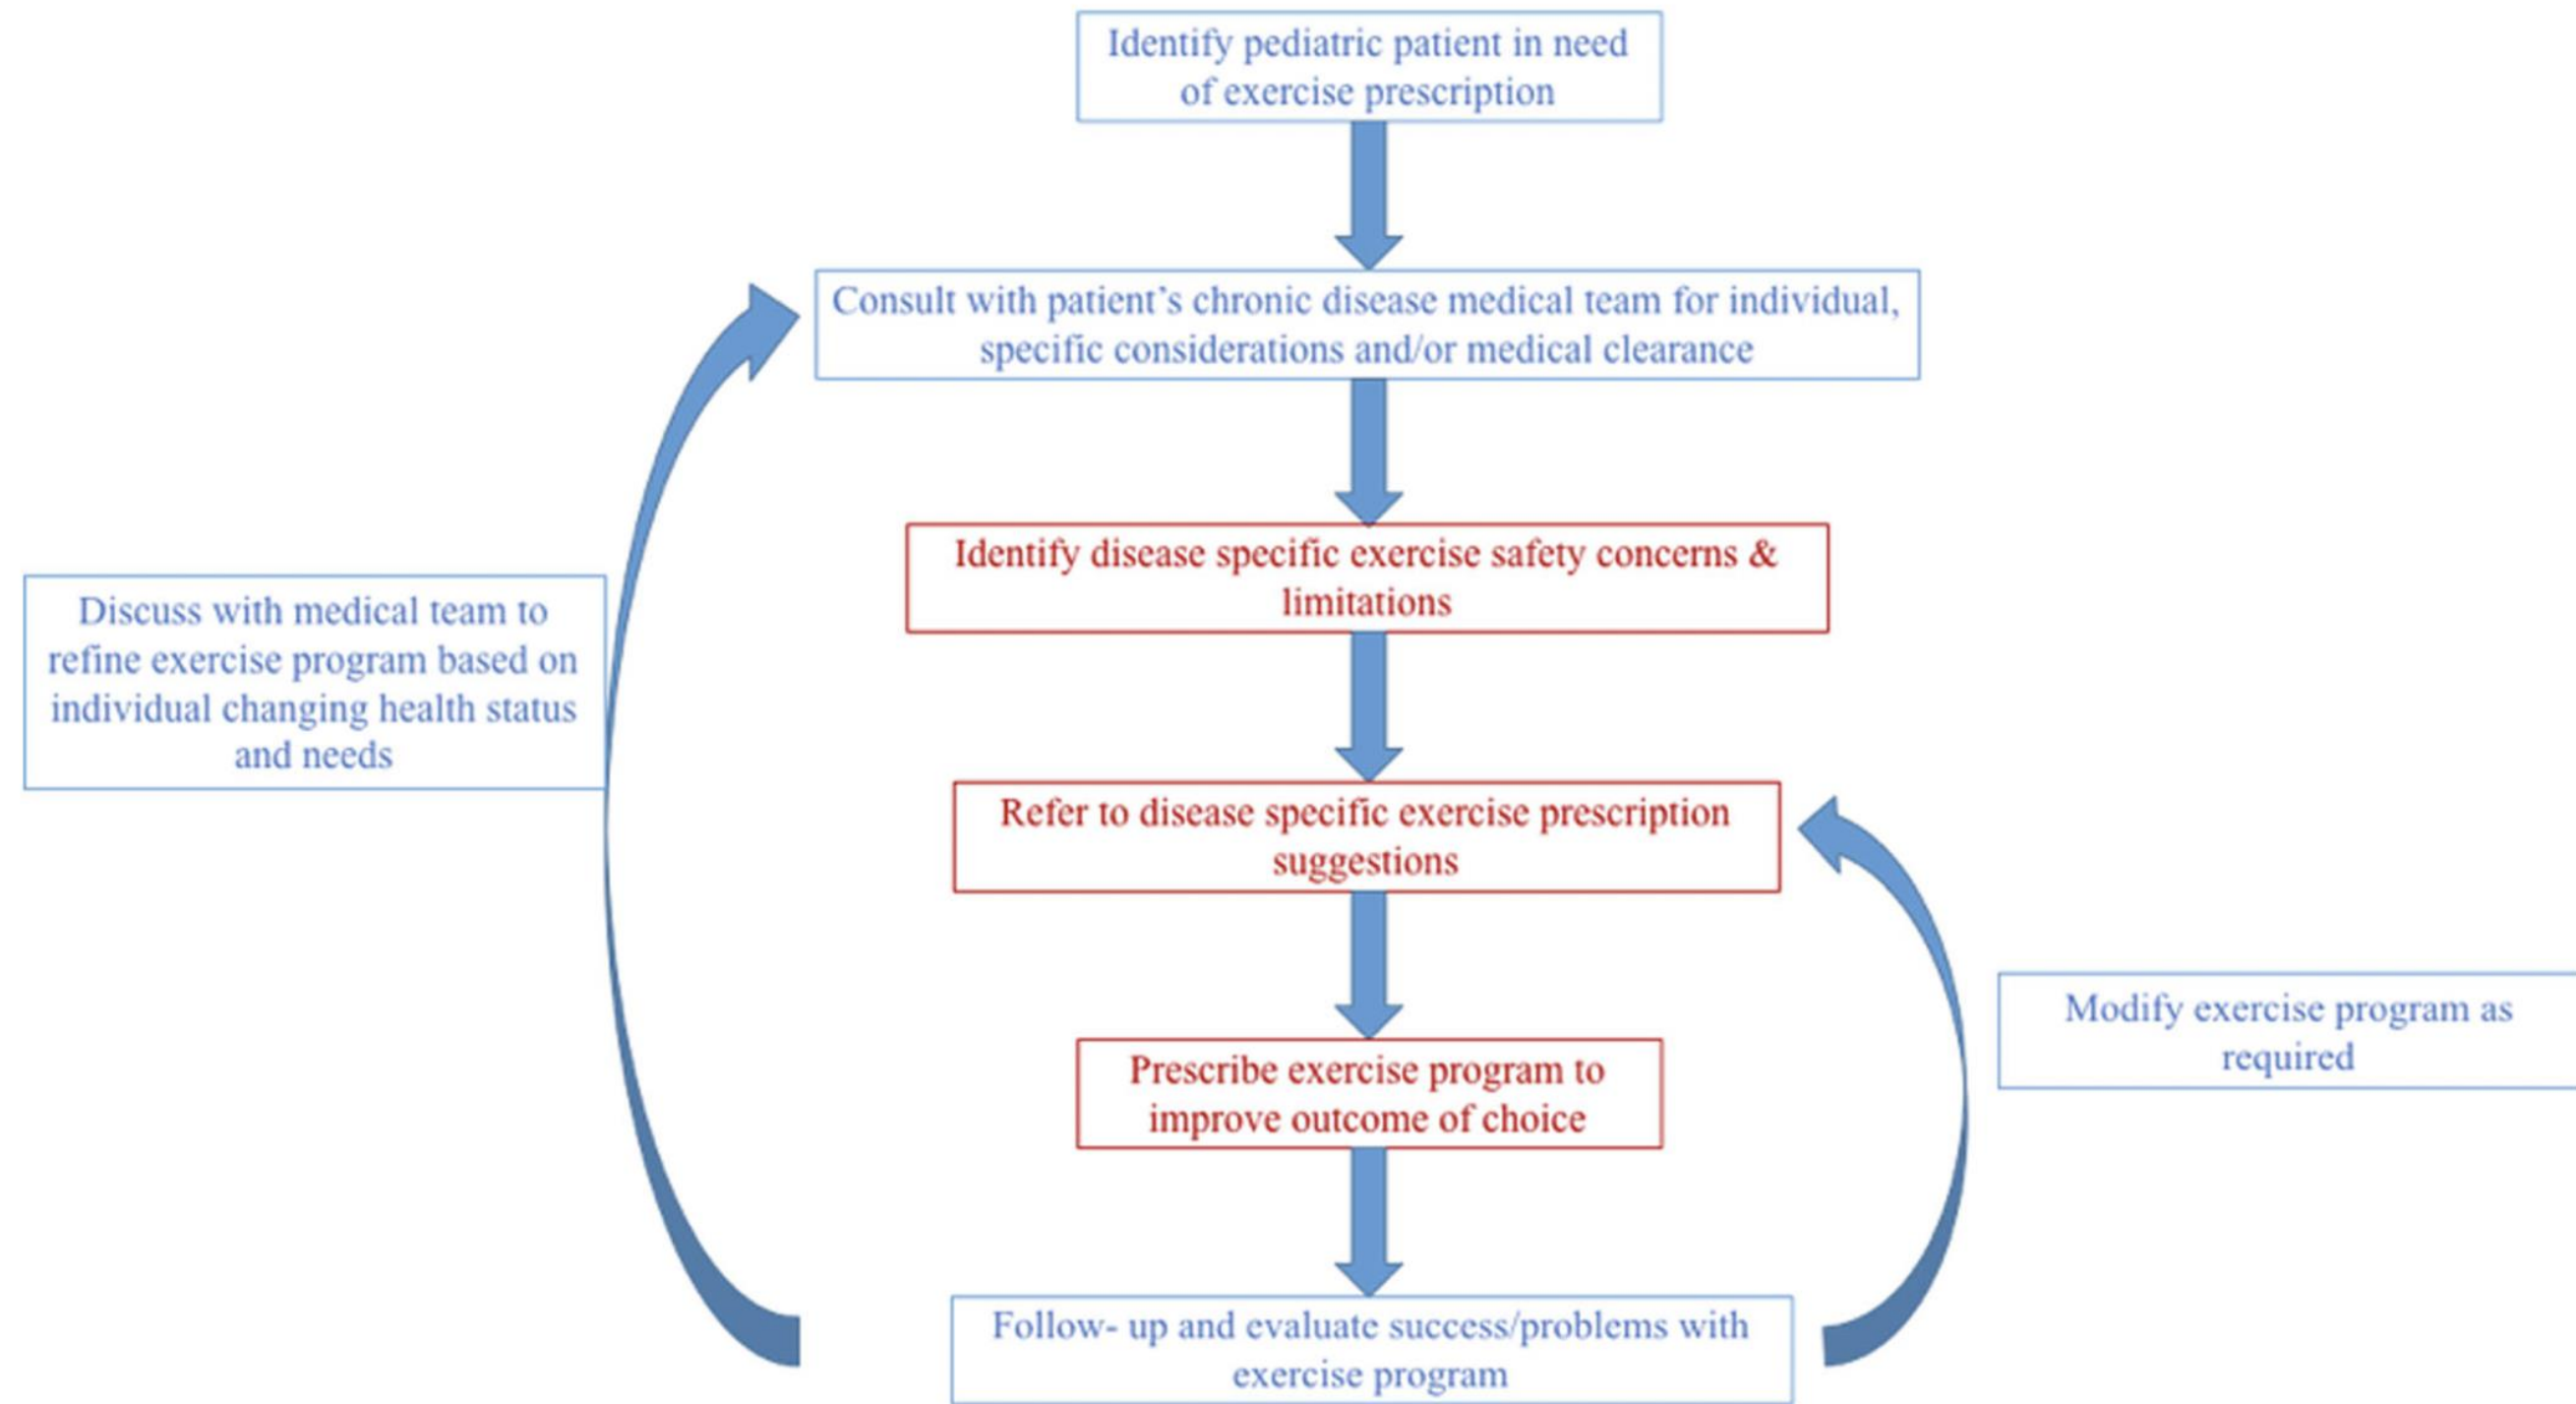 Identify pediatric patient in need
of exercise prescription
Consult with patient’s chronic disease medical team for individual,
specific considerations and/or medical clearance
Identify disease specific exercise safety concerns &
limitations
Discuss with medical team to
refine exercise program based on
individual changing health status
and needs
Refer to disease specific exercise prescription
suggestions
Modify exercise program as
required
Prescribe exercise program to
improve outcome of choice
Follow- up and evaluate success/problems with
exercise program